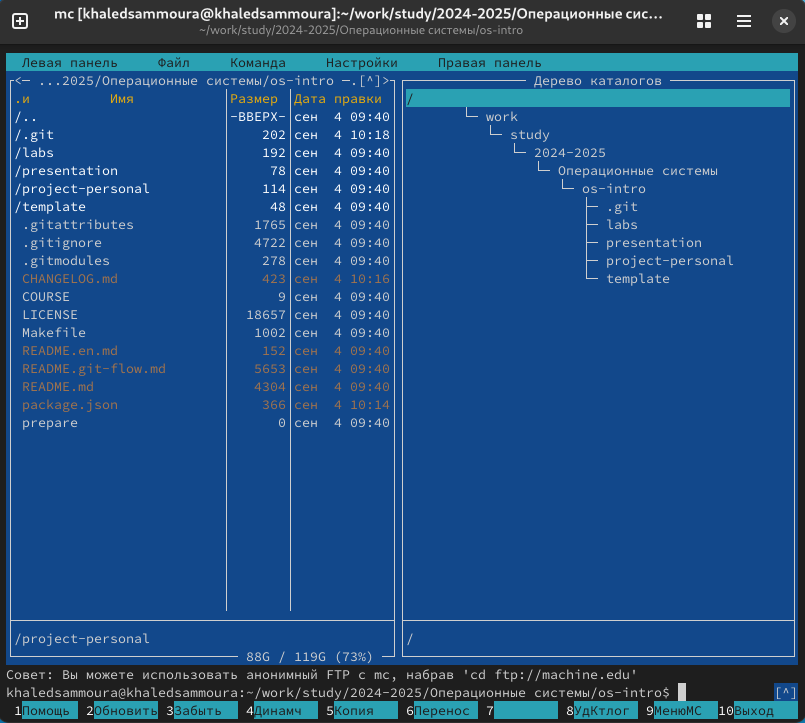 mc [khaledsammoura@khaledsammoura]:~/work/study/2024-2025/Операционные сис...
~/work/study/2024-2025/Операционные системы/os-intro
Левая панель Файл Команда Настройки Правая панель
<─ ...2025/Операционные системы/os-intro ─.[^]>
.и Имя Размер Дата правки
/.. -ВВЕРХ- сен 4 09:40
/.git 202 сен 4 10:18
/labs 192 сен 4 09:40
/presentation 78 сен 4 09:40
/project-personal 114 сен 4 09:40
/template 48 сен 4 09:40
.gitattributes 1765 сен 4 09:40
.gitignore 4722 сен 4 09:40
.gitmodules 278 сен 4 09:40
CHANGELOG.md 423 сен 4 10:16
COURSE 9 сен 4 09:40
LICENSE 18657 сен 4 09:40
Makefile 1002 сен 4 09:40
README.en.md 152 сен 4 09:40
README.git-flow.md 5653 сен 4 09:40
README.md 4304 сен 4 09:40
package.json 366 сен 4 10:14
prepare 0 сен 4 09:40
/project-personal
88G / 119G (73%)
Дерево каталогов
/
work
study
2024-2025
Операционные системы
os-intro
.git
labs
presentation
project-personal
template
/
Совет: Вы можете использовать анонимный FTP с mc, набрав 'cd ftp://machine.edu'
khaledsammoura@khaledsammoura:~/work/study/2024-2025/Операционные системы/os-intro$ [^]
1Помощь 2Обновить 3Забыть 4Динамч 5Копия 6Перенос 7 8УдКтлог 9МенюMC 10Выход